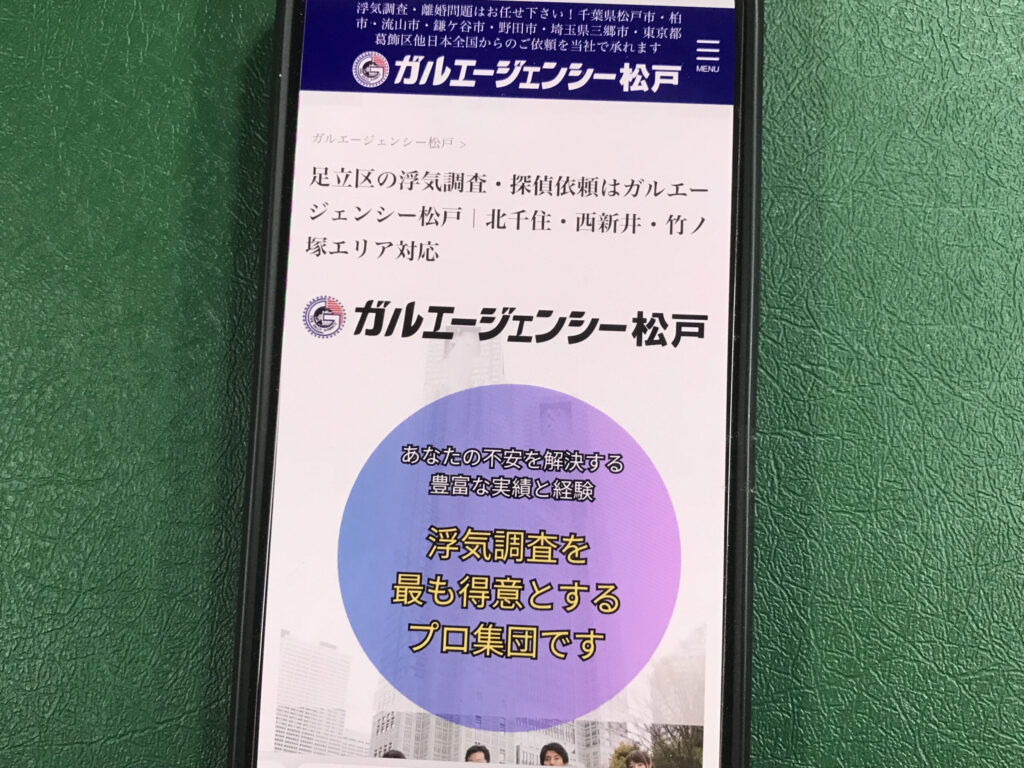 浮気調査・離婚問題はお任せ下さい！千葉県松戸市・柏
市・流山市・鎌ケ谷市・野田市・埼玉県三郷市・東京都
葛飾区他日本全国からのご依頼を当社で承れます
ガルエージェンシー松戸
MENU
ガルエージェンシー松戸 >
足立区の浮気調査・探偵依頼はガルエー
ジェンシー松戸｜北千住・西新井・竹ノ
塚エリア対応
ガルエージェンシー松戸
あなたの不安を解決する
豊富な実績と経験
浮気調査を
最も得意とする
プロ集団です